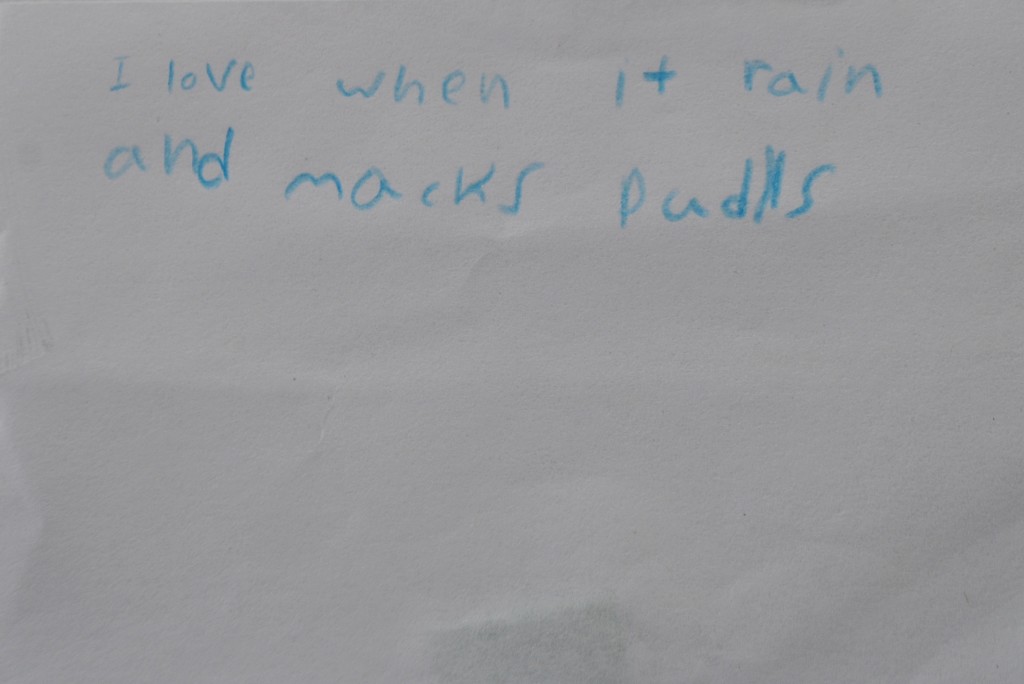 I love when it rain
and macks pudlls